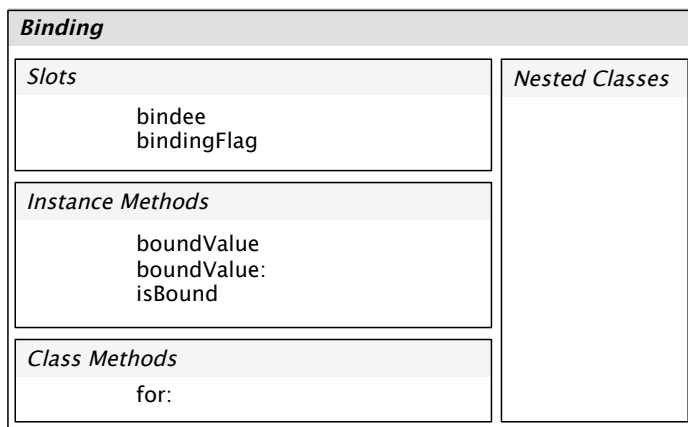 Binding
Slots
bindee
bindingFlag
Instance Methods
boundValue
boundValue:
isBound
Class Methods
for:
Nested Classes